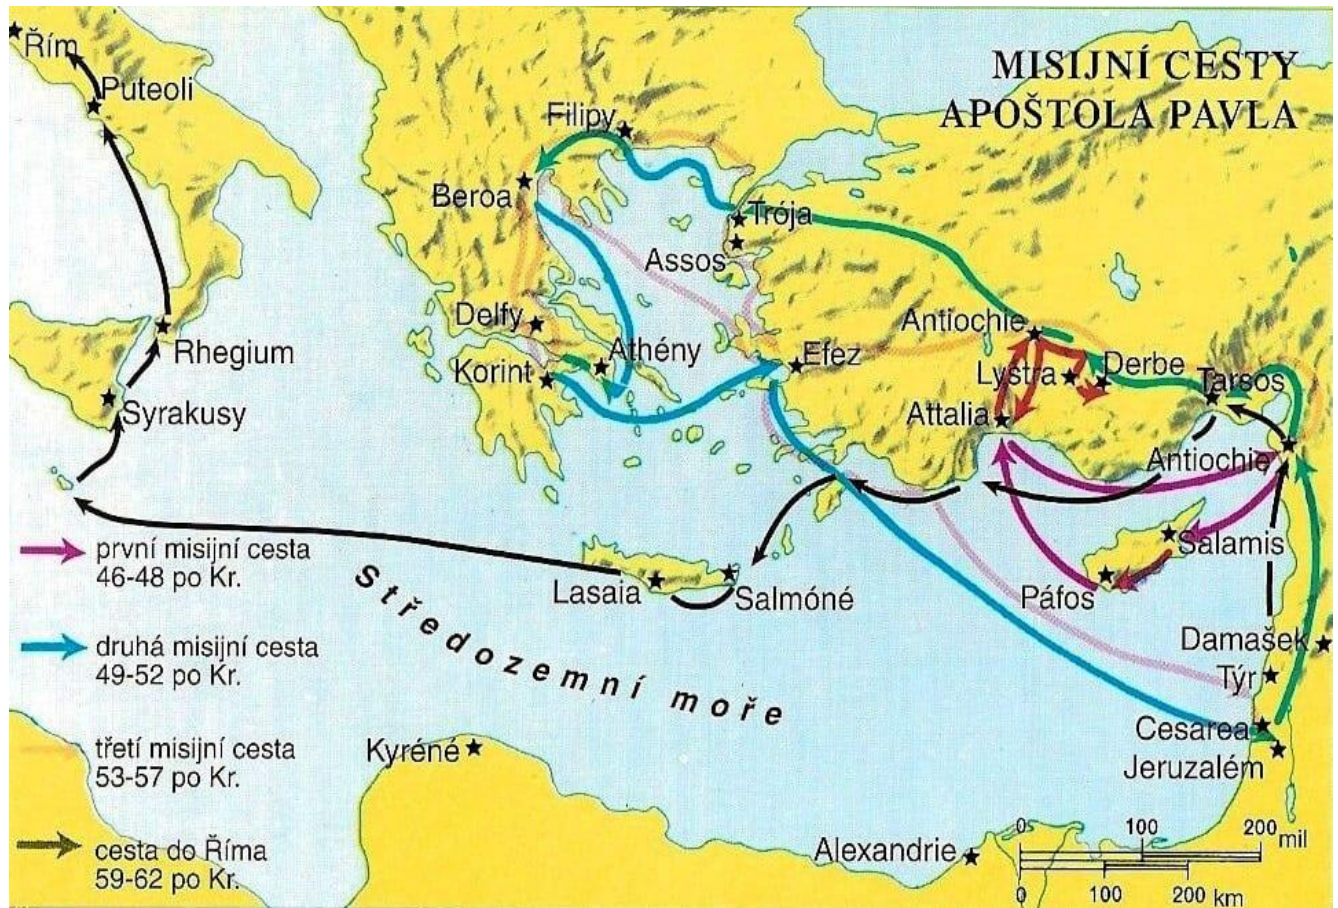 MISIJNÍ CESTY
APOŠTOLA PAVLA
Řím
Puteoli
Filipy
Beroa
Trója
Assos
Delfy
Antiochie
Rhegium
Athény
Efez
Derbe
Korint
Lystra
Tarsos
Syrakusy
Attalia
Antiochie
první misijní cesta
46-48 po Kr.
Salamis
Lasaia
Salmóné
Páfos
Středozemní moře
druhá misijní cesta
49-52 po Kr.
Damašek
Týr
Cesarea
třetí misijní cesta
53-57 po Kr.
Kyréné
Jeruzalém
cesta do Říma
59-62 po Kr.
Alexandrie
0 100 200 mil
0 100 200 km